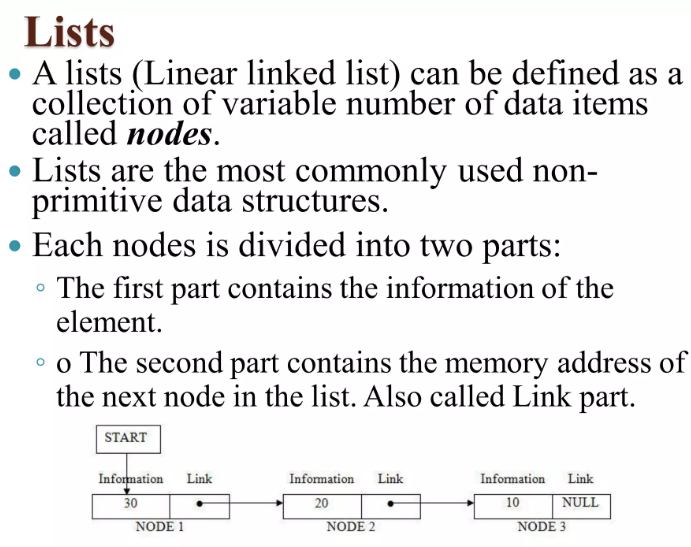 Lists
• A lists (Linear linked list) can be defined as a
collection of variable number of data items
called nodes.
• Lists are the most commonly used non-
primitive data structures.
• Each nodes is divided into two parts:
◦ The first part contains the information of the
element.
◦ o The second part contains the memory address of
the next node in the list. Also called Link part.
START
Information Link Information Link Information Link
30 20 10 NULL
NODE 1 NODE 2 NODE 3